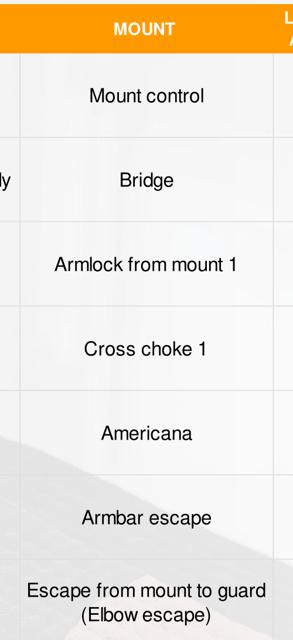 MOUNT
Mount control
Bridge
Armlock from mount 1
Cross choke 1
Americana
Armbar escape
Escape from mount to guard
(Elbow escape)